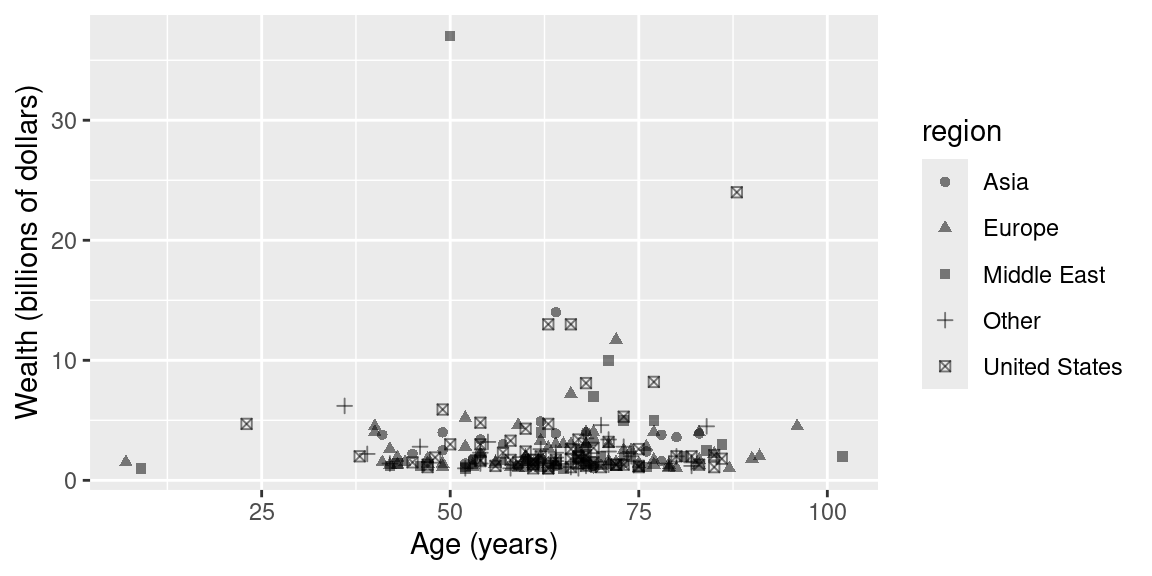 Wealth (billions of dollars)
30
20
10
0
25
50
75
100
Age (years)
region
Asia
Europe
Middle East
Other
United States